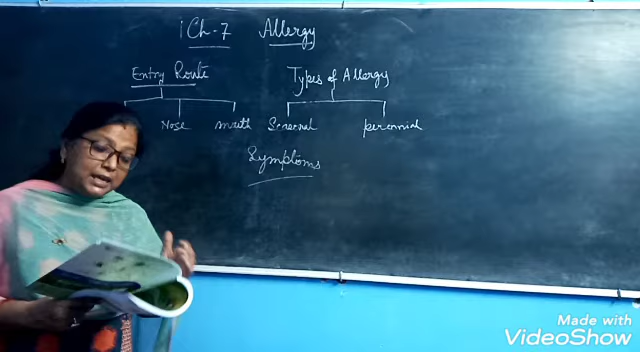 Ch-7 Allergy
Entry Route
Types of Allergy
Nose
mouth
Seasonal
perennial
Symptoms
Made with
VideoShow